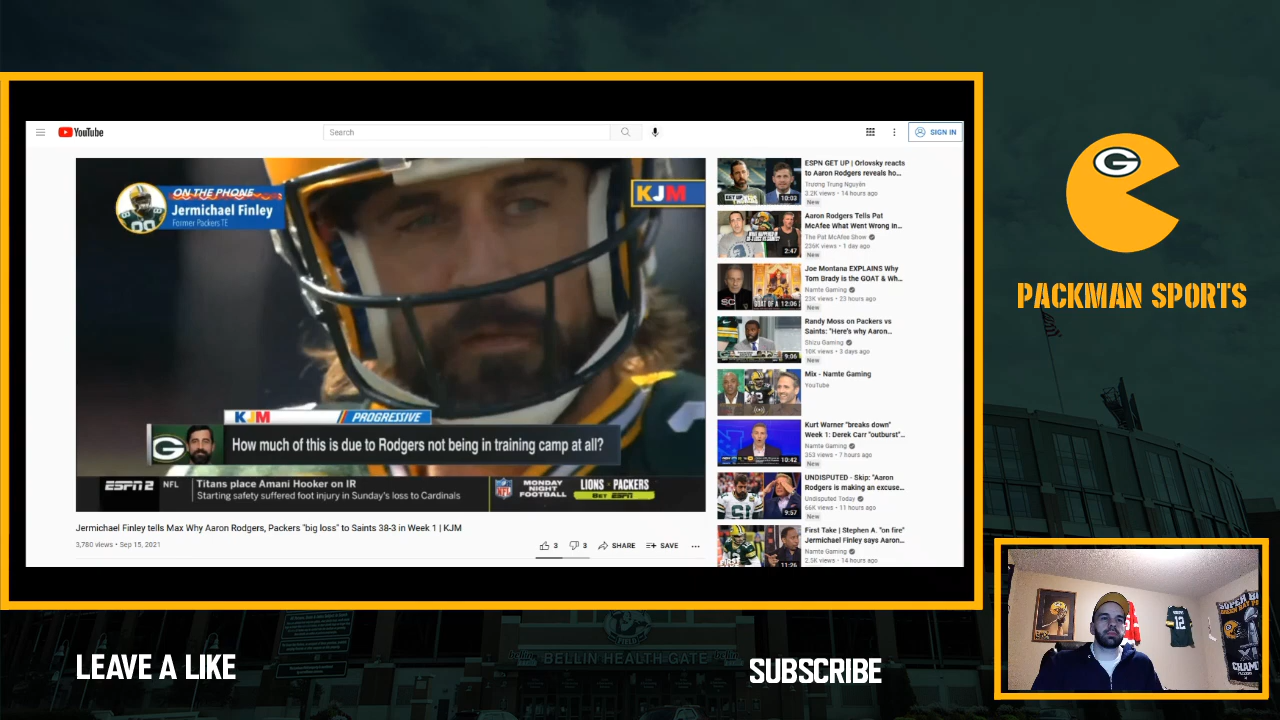 YouTube
Search
SIGN IN
ON THE PHONE
Jermichael Finley
Former Packers TE
KJM
KJM PROGRESSIVE
How much of this is due to Rodgers not being in training camp at all?
ESPN2 NFL Titans place Amani Hooker on IR
Starting safety suffered foot injury in Sunday's loss to Cardinals
NFL MONDAY NIGHT FOOTBALL LIONS · PACKERS
BET ESPN
Jermichael Finley tells Max Why Aaron Rodgers, Packers "big loss" to Saints 38-3 in Week 1 | KJM
3,780 views • Sep 15, 2021
3 3 SHARE SAVE ...
ESPN GET UP | Orlovsky reacts
to Aaron Rodgers reveals ho...
Trương Trung Nguyên
3.2K views • 14 hours ago
New
10:03
Aaron Rodgers Tells Pat
McAfee What Went Wrong In...
The Pat McAfee Show
236K views • 1 day ago
New
2:47
Joe Montana EXPLAINS Why
Tom Brady is the GOAT & Wh...
Namte Gaming
23K views • 23 hours ago
New
12:06
Randy Moss on Packers vs
Saints: "Here's why Aaron...
Shizu Gaming
10K views • 3 days ago
New
9:06
Mix - Namte Gaming
YouTube
Kurt Warner "breaks down"
Week 1: Derek Carr "outburst"...
Namte Gaming
353 views • 7 hours ago
New
10:42
UNDISPUTED - Skip: "Aaron
Rodgers is making an excuse...
Undisputed Today
66K views • 11 hours ago
New
9:57
First Take | Stephen A. "on fire"
Jermichael Finley says Aaron...
Namte Gaming
2.5K views • 14 hours ago
11:26
G
PACKMAN SPORTS
LEAVE A LIKE
SUBSCRIBE
BELLIN HEALTH GATE
12